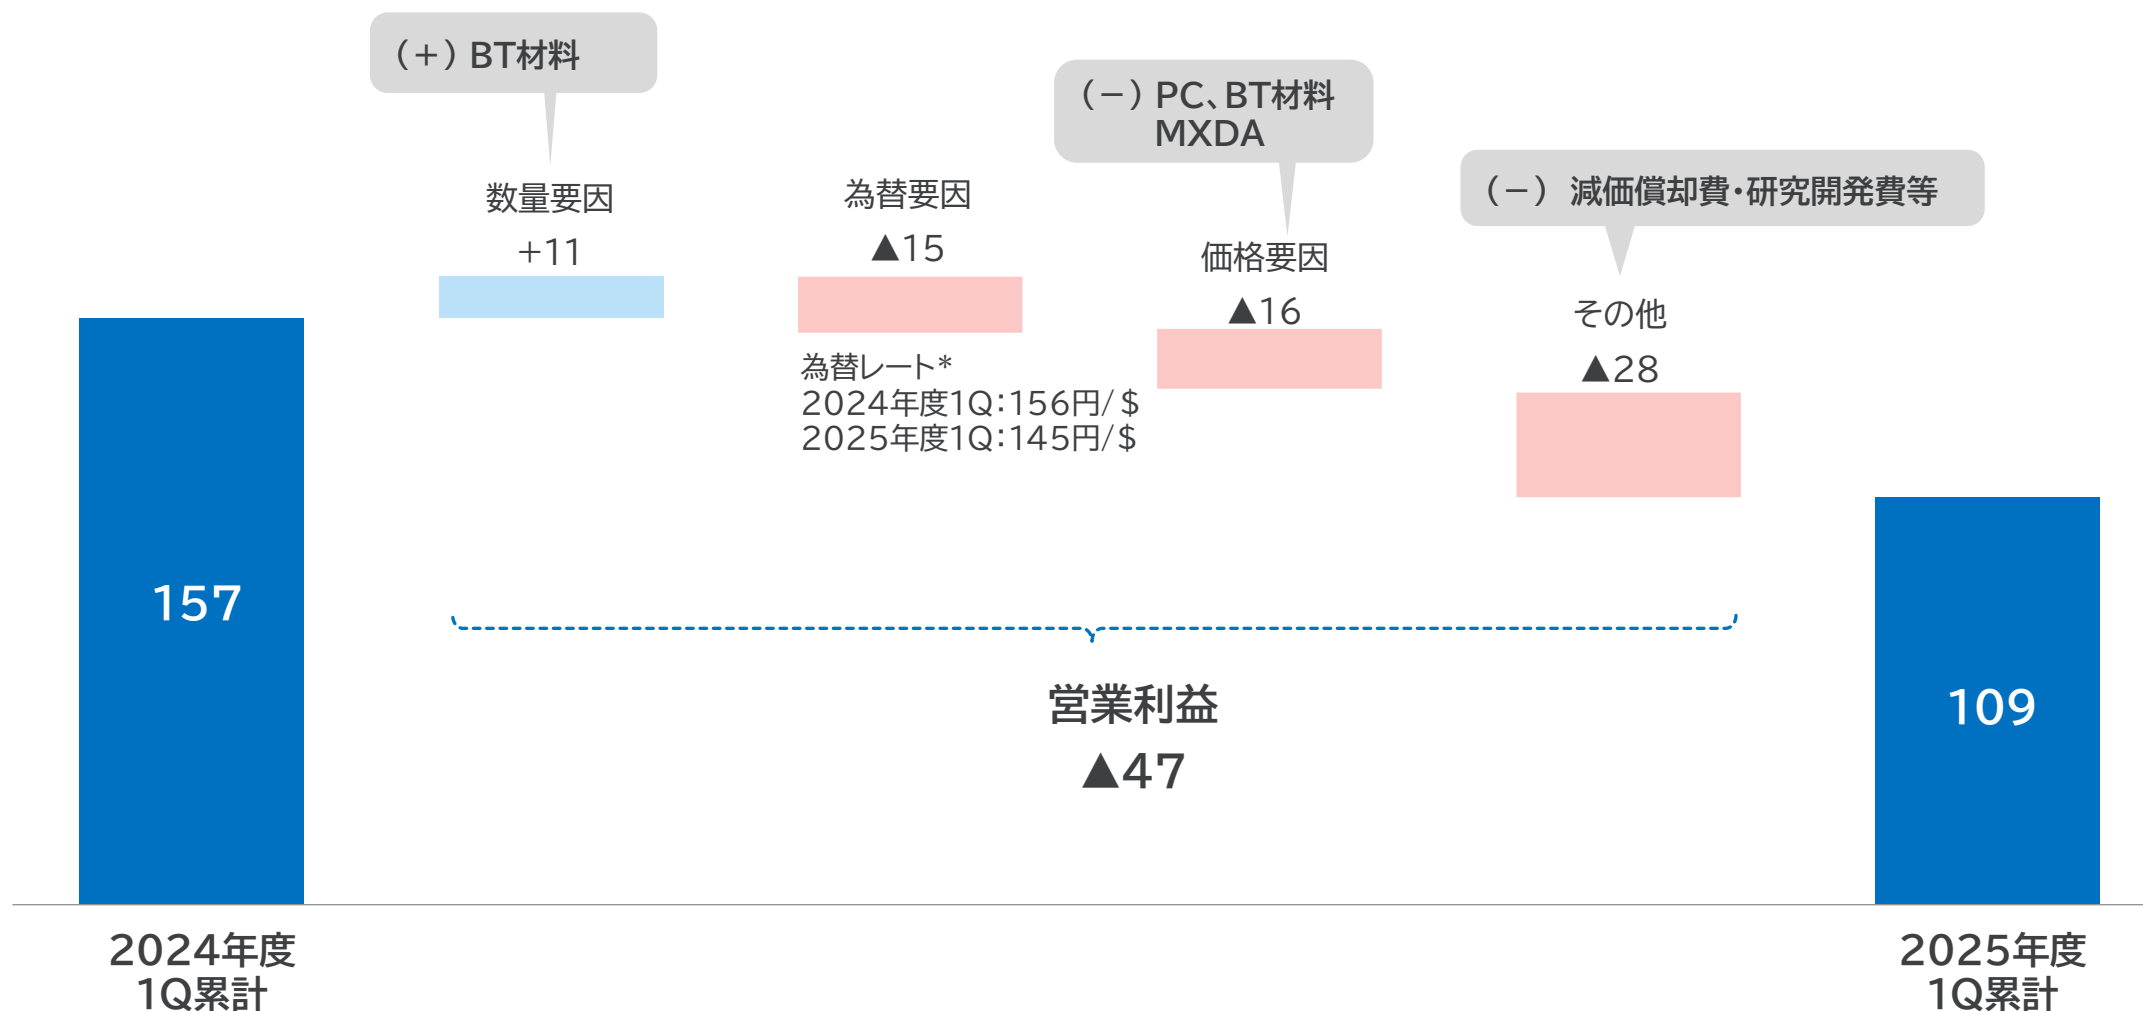 （＋）BT材料
数量要因
＋11
為替要因
▲15
為替レート*
2024年度1Q：156円/＄
2025年度1Q：145円/＄
（－）PC、BT材料
MXDA
価格要因
▲16
（－） 減価償却費・研究開発費等
その他
▲28
157
109
営業利益
▲47
2024年度
1Q累計
2025年度
1Q累計